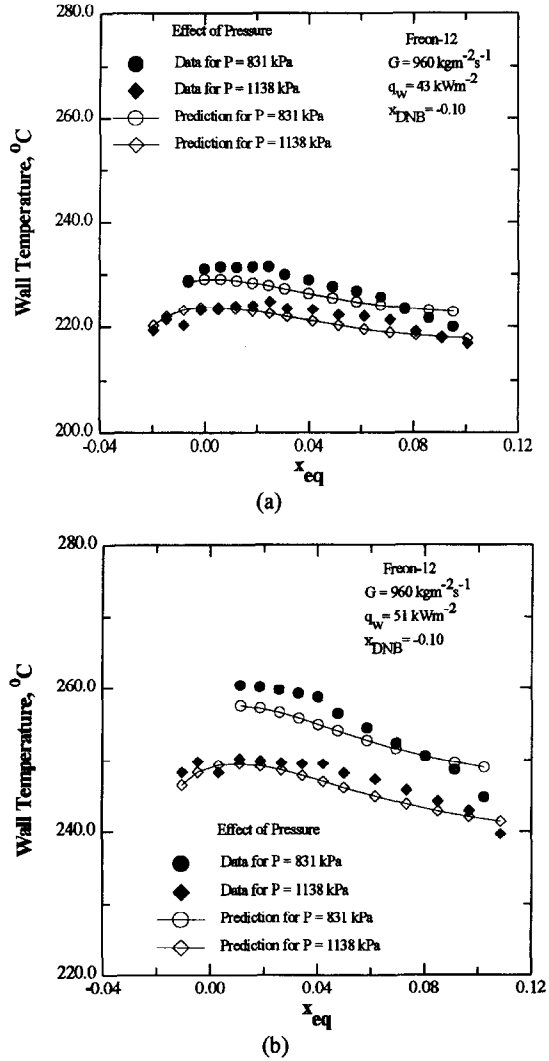 280.0
Effect of Pressure
Freon-12
Data for P = 831 kPa
G = 960 kgm-2s-1
Data for P = 1138 kPa
qw = 43 kWm-2
Prediction for P = 831 kPa
xDNB = -0.10
Prediction for P = 1138 kPa
260.0
240.0
220.0
200.0
Wall Temperature, oC
-0.04 0.00 0.04 0.08 0.12
xeq
(a)
280.0
Freon-12
G = 960 kgm-2s-1
qw = 51 kWm-2
xDNB = -0.10
260.0
240.0
220.0
Wall Temperature, oC
Effect of Pressure
Data for P = 831 kPa
Data for P = 1138 kPa
Prediction for P = 831 kPa
Prediction for P = 1138 kPa
-0.04 0.00 0.04 0.08 0.12
xeq
(b)